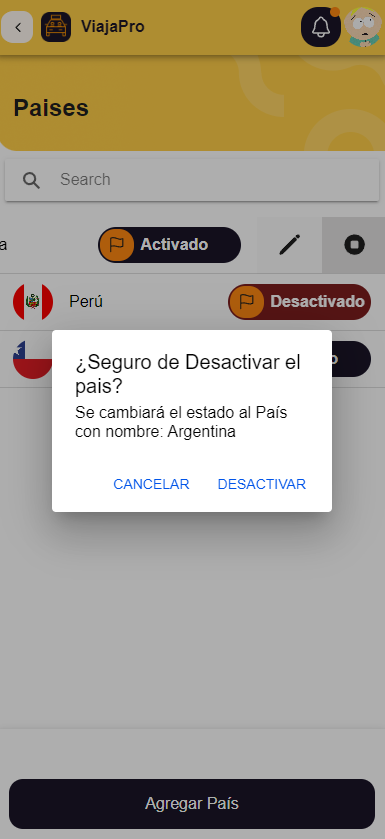 ViajaPro
Paises
Search
a
Activado
Perú
Desactivado
o
¿Seguro de Desactivar el
pais?
Se cambiará el estado al País
con nombre: Argentina
CANCELAR
DESACTIVAR
Agregar País